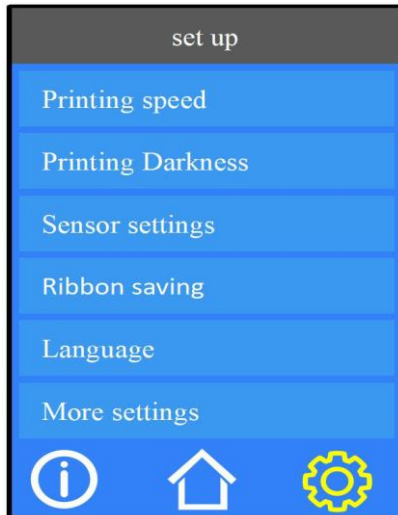 set up
Printing speed
Printing Darkness
Sensor settings
Ribbon saving
Language
More settings